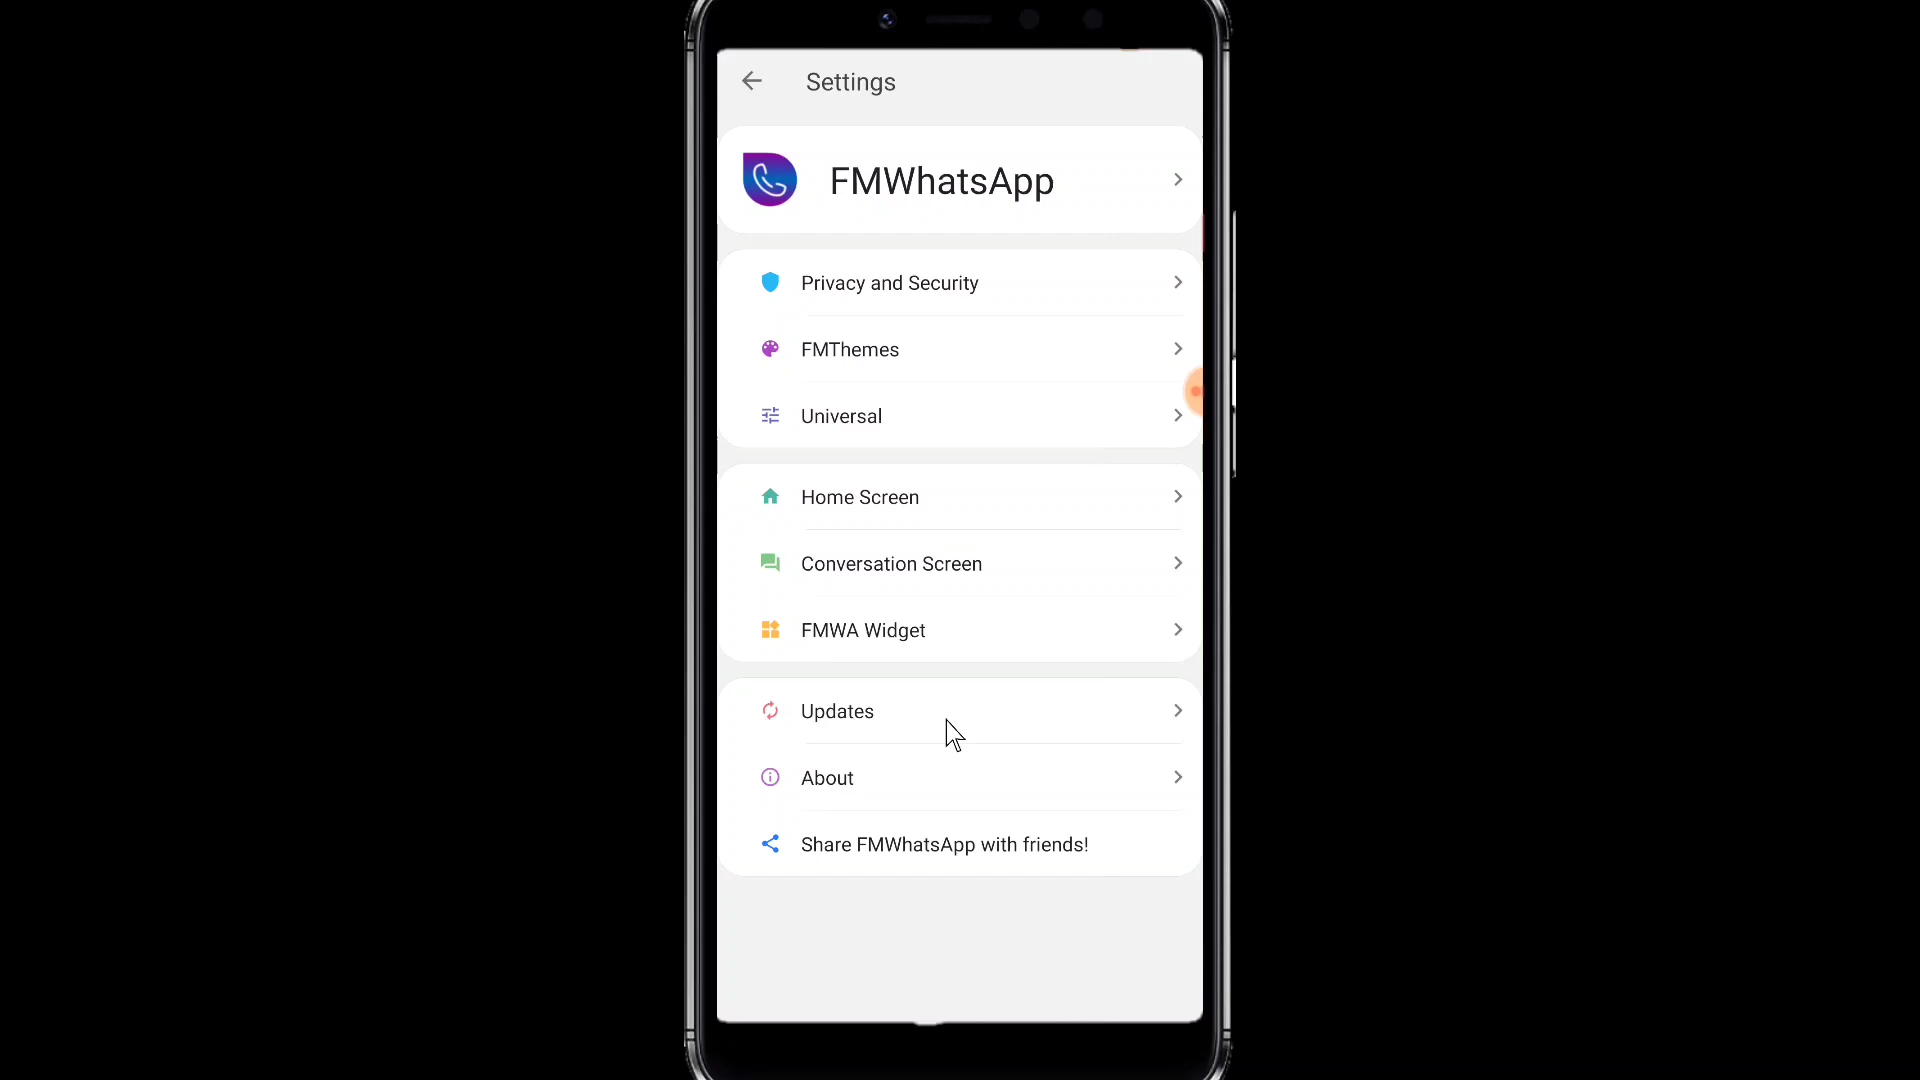 Settings
FMWhatsApp
Privacy and Security
FMThemes
Universal
Home Screen
Conversation Screen
FMWA Widget
Updates
About
Share FMWhatsApp with friends!